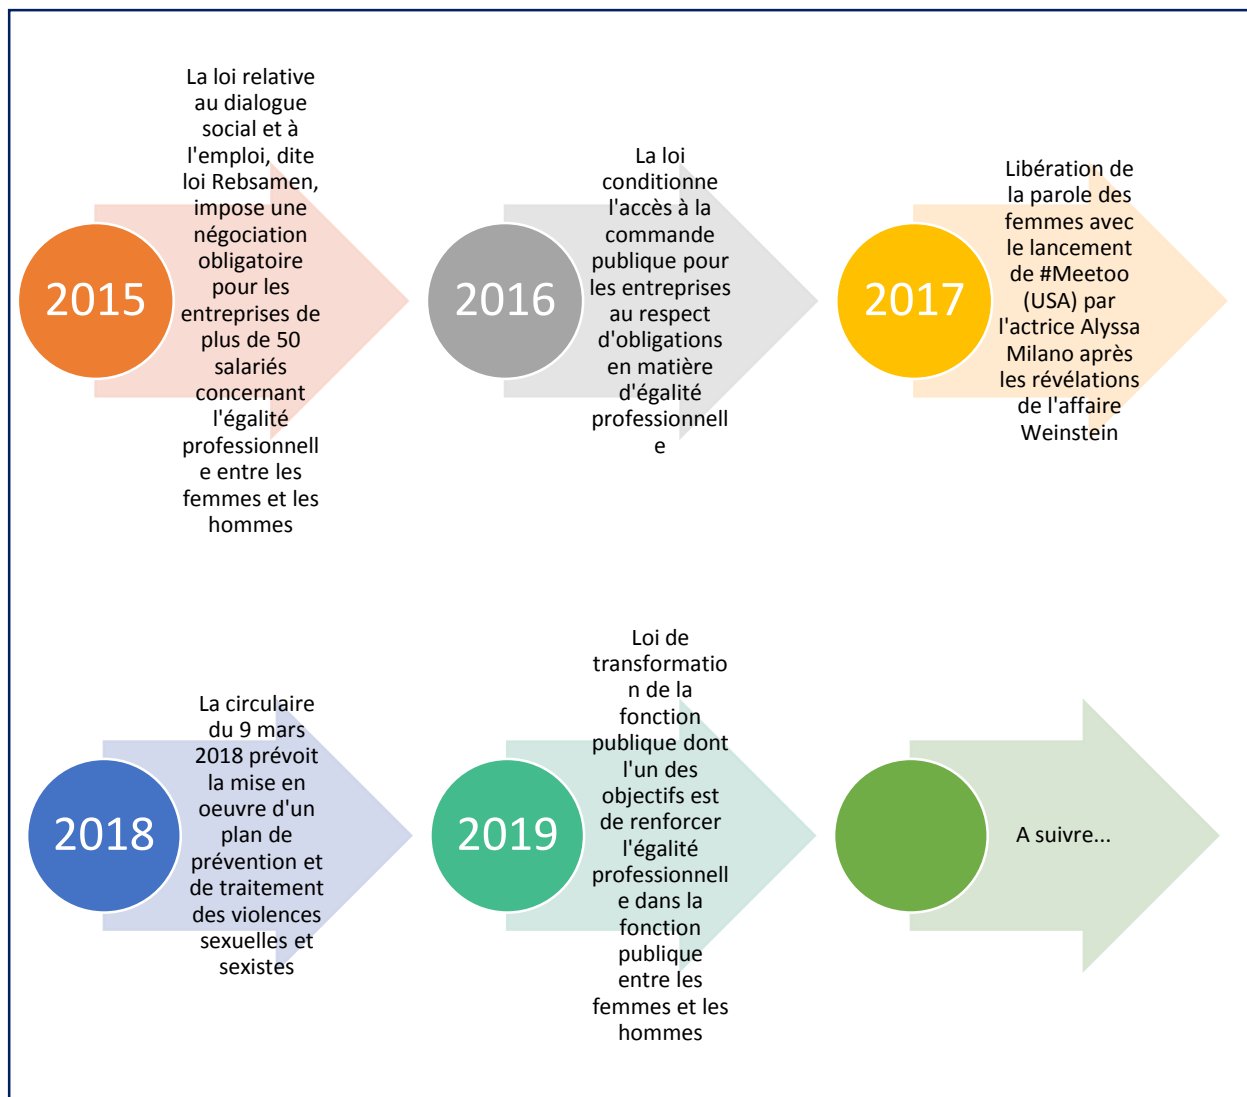 2015
La loi relative
au dialogue
social et à
l'emploi, dite
loi Rebsamen,
impose une
négociation
obligatoire
pour les
entreprises de
plus de 50
salariés
concernant
l'égalité
professionnell
e entre les
femmes et les
hommes
2016
La loi
conditionne
l'accès à la
commande
publique pour
les entreprises
au respect
d'obligations
en matière
d'égalité
professionnell
e
2017
Libération de
la parole des
femmes avec
le lancement
de #Meetoo
(USA) par
l'actrice Alyssa
Milano après
les révélations
de l'affaire
Weinstein
2018
La circulaire
du 9 mars
2018 prévoit
la mise en
oeuvre d'un
plan de
prévention et
de traitement
des violences
sexuelles et
sexistes
2019
Loi de
transformatio
n de la
fonction
publique dont
l'un des
objectifs est
de renforcer
l'égalité
professionnell
e dans la
fonction
publique
entre les
femmes et les
hommes
A suivre...